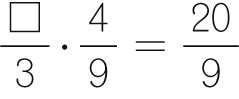 □/3 · 4/9 = 20/9